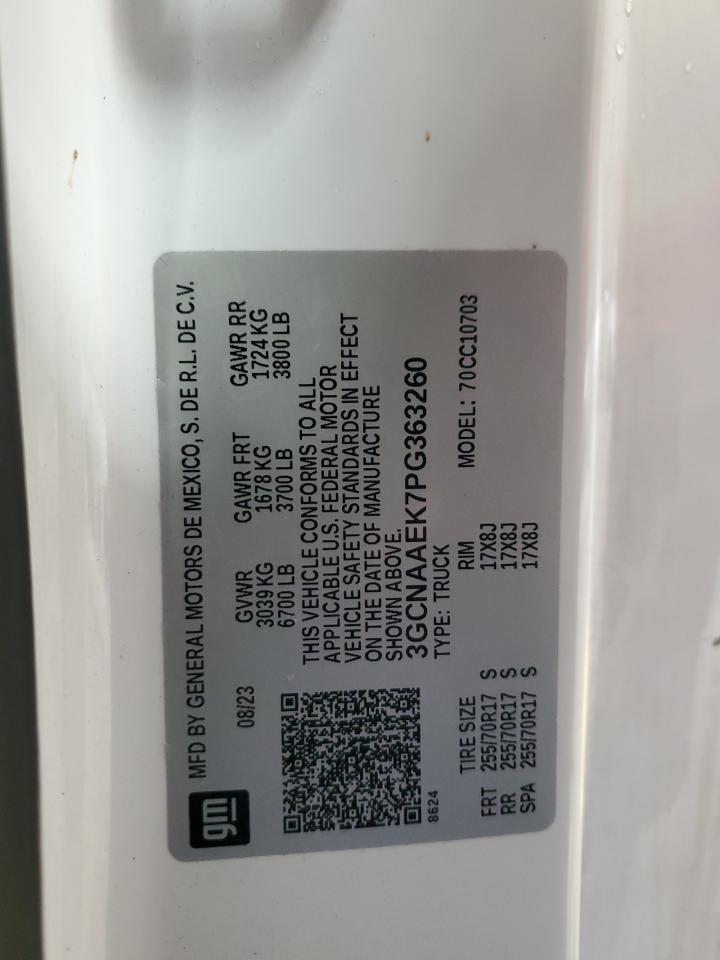 gm
MFD BY GENERAL MOTORS DE MEXICO, S. DE R.L. DE C.V.
08/23
GVWR GAWR FRT GAWR RR
3039 KG 1678 KG 1724 KG
6700 LB 3700 LB 3800 LB
THIS VEHICLE CONFORMS TO ALL
APPLICABLE U.S. FEDERAL MOTOR
VEHICLE SAFETY STANDARDS IN EFFECT
ON THE DATE OF MANUFACTURE
SHOWN ABOVE.
3GCNAAEK7PG363260
8624
TYPE: TRUCK MODEL: 70CC10703
TIRE SIZE RIM
FRT 255/70R17 S 17X8J
RR 255/70R17 S 17X8J
SPA 255/70R17 S 17X8J